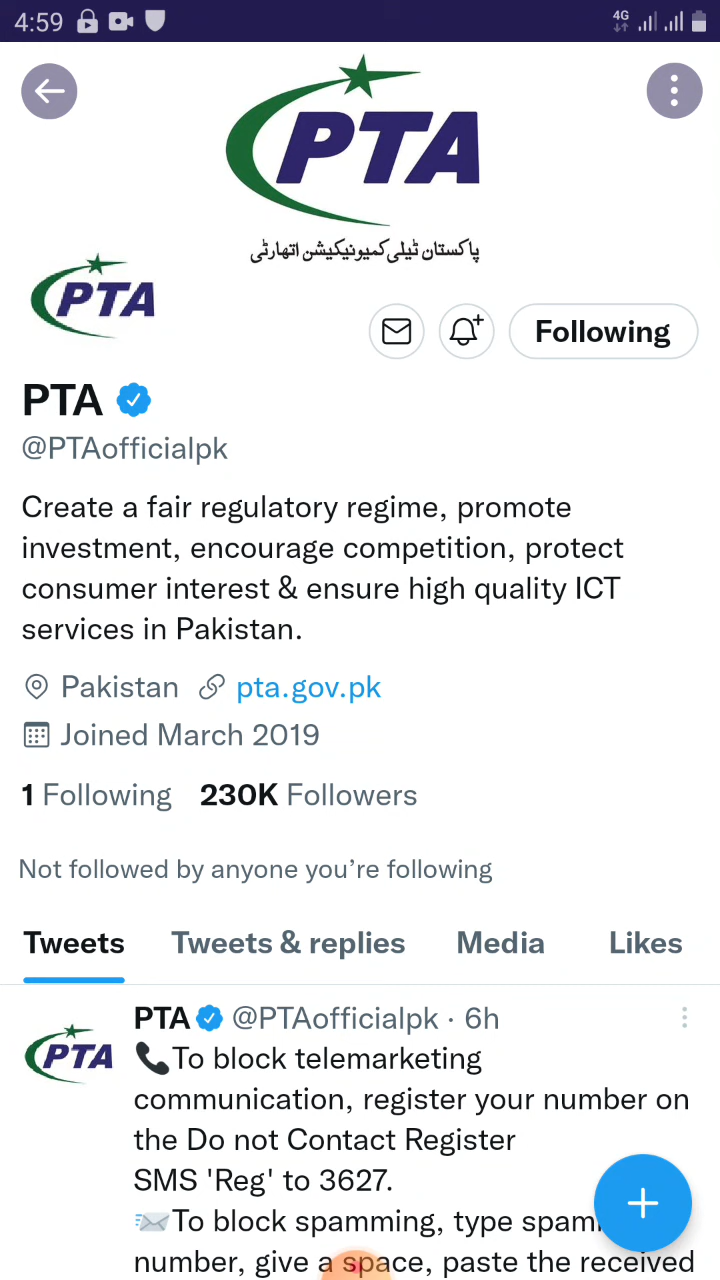 4:59
4G
PTA
پاکستان ٹیلی کمیونیکیشن اتھارٹی
PTA
Following
PTA
@PTAofficialpk
Create a fair regulatory regime, promote
investment, encourage competition, protect
consumer interest & ensure high quality ICT
services in Pakistan.
Pakistan pta.gov.pk
Joined March 2019
1 Following 230K Followers
Not followed by anyone you’re following
Tweets Tweets & replies Media Likes
PTA @PTAofficialpk · 6h
PTA
📞To block telemarketing
communication, register your number on
the Do not Contact Register
SMS 'Reg' to 3627.
📨To block spamming, type
number, give a space, paste the received